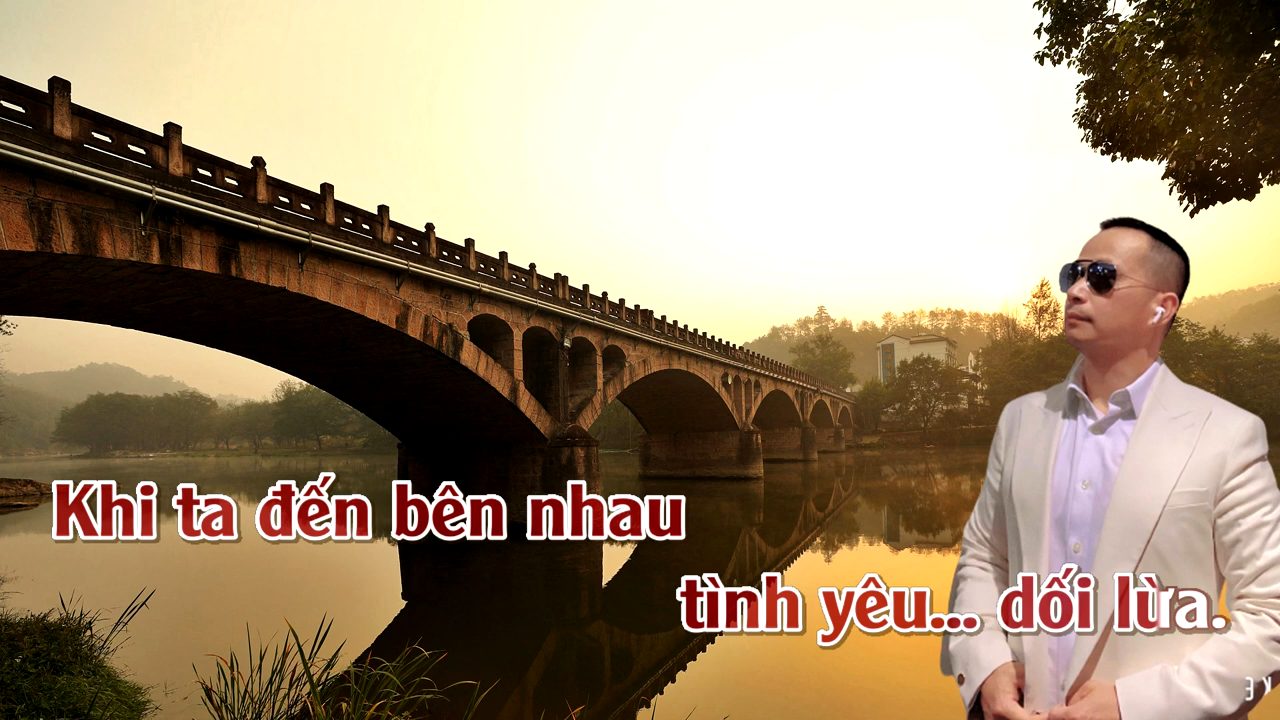 Khi ta đến bên nhau
tình yêu... dối lừa.